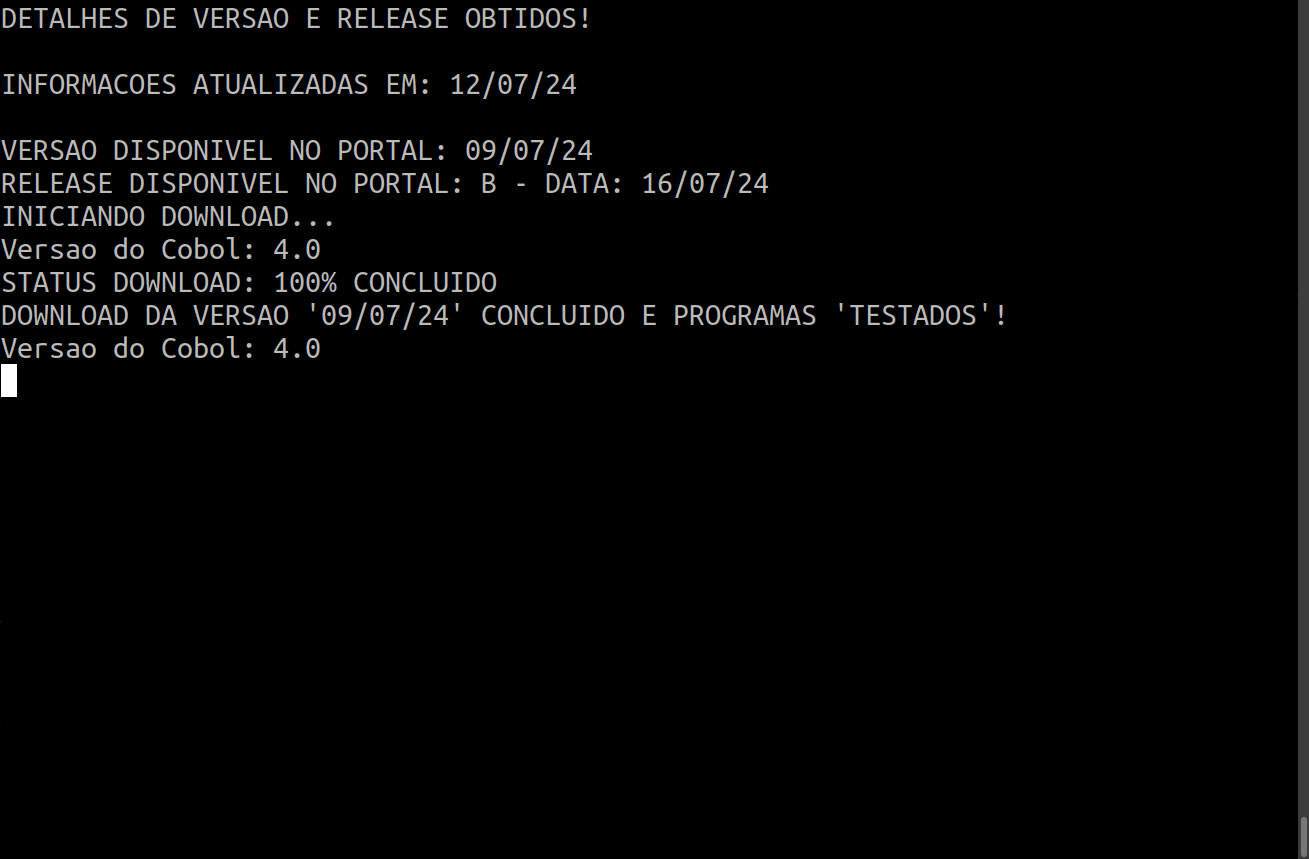 DETALHES DE VERSAO E RELEASE OBTIDOS!
INFORMACOES ATUALIZADAS EM: 12/07/24
VERSAO DISPONIVEL NO PORTAL: 09/07/24
RELEASE DISPONIVEL NO PORTAL: B - DATA: 16/07/24
INICIANDO DOWNLOAD...
Versao do Cobol: 4.0
STATUS DOWNLOAD: 100% CONCLUIDO
DOWNLOAD DA VERSAO '09/07/24' CONCLUIDO E PROGRAMAS 'TESTADOS'!
Versao do Cobol: 4.0